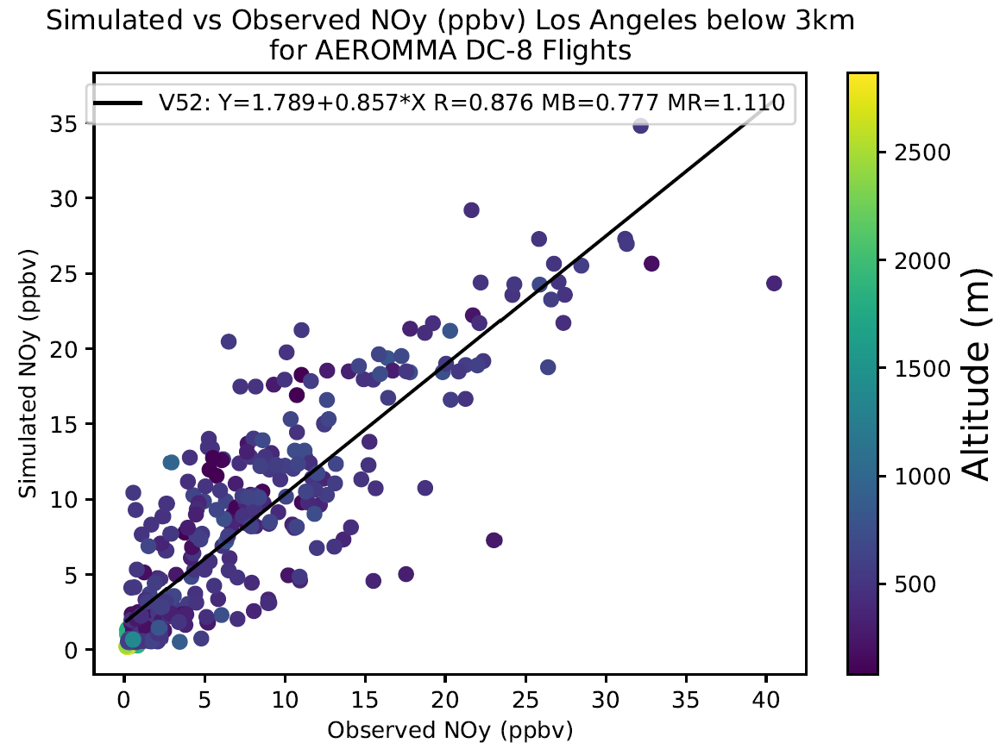 Simulated vs Observed NOy (ppbv) Los Angeles below 3km
for AEROMMA DC-8 Flights
V52: Y=1.789+0.857*X R=0.876 MB=0.777 MR=1.110
Simulated NOy (ppbv)
35
30
25
20
15
10
5
0
0 5 10 15 20 25 30 35 40
Observed NOy (ppbv)
2500
2000
1500
1000
500
Altitude (m)